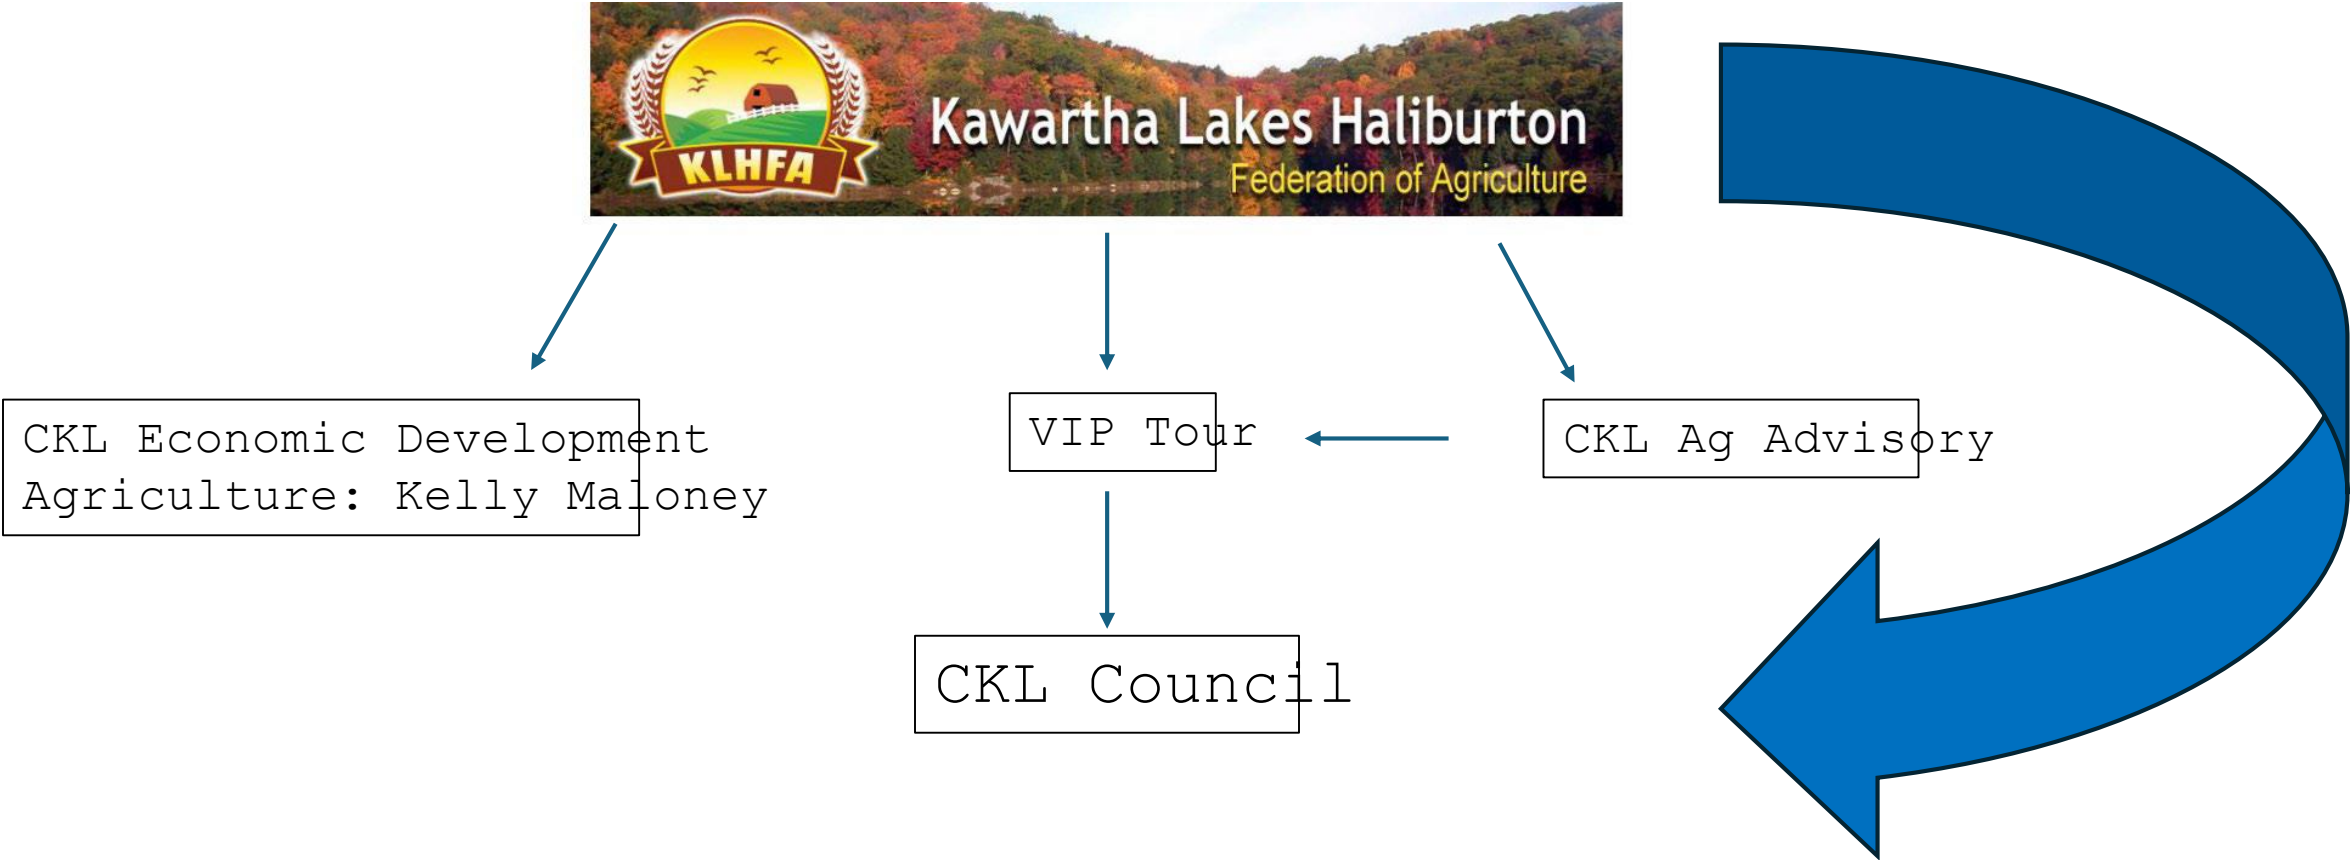 KLHFA
Kawartha Lakes Haliburton
Federation of Agriculture
CKL Economic Development
Agriculture: Kelly Maloney
VIP Tour
CKL Ag Advisory
CKL Council